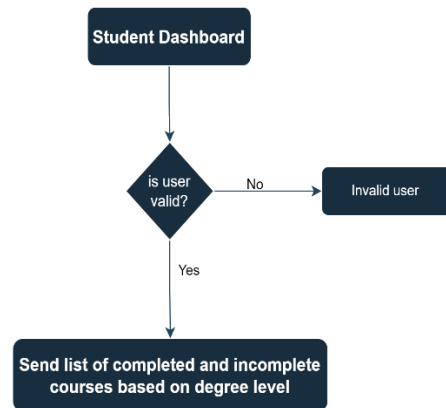 Student Dashboard
is user
valid?
No
Invalid user
Yes
Send list of completed and incomplete
courses based on degree level